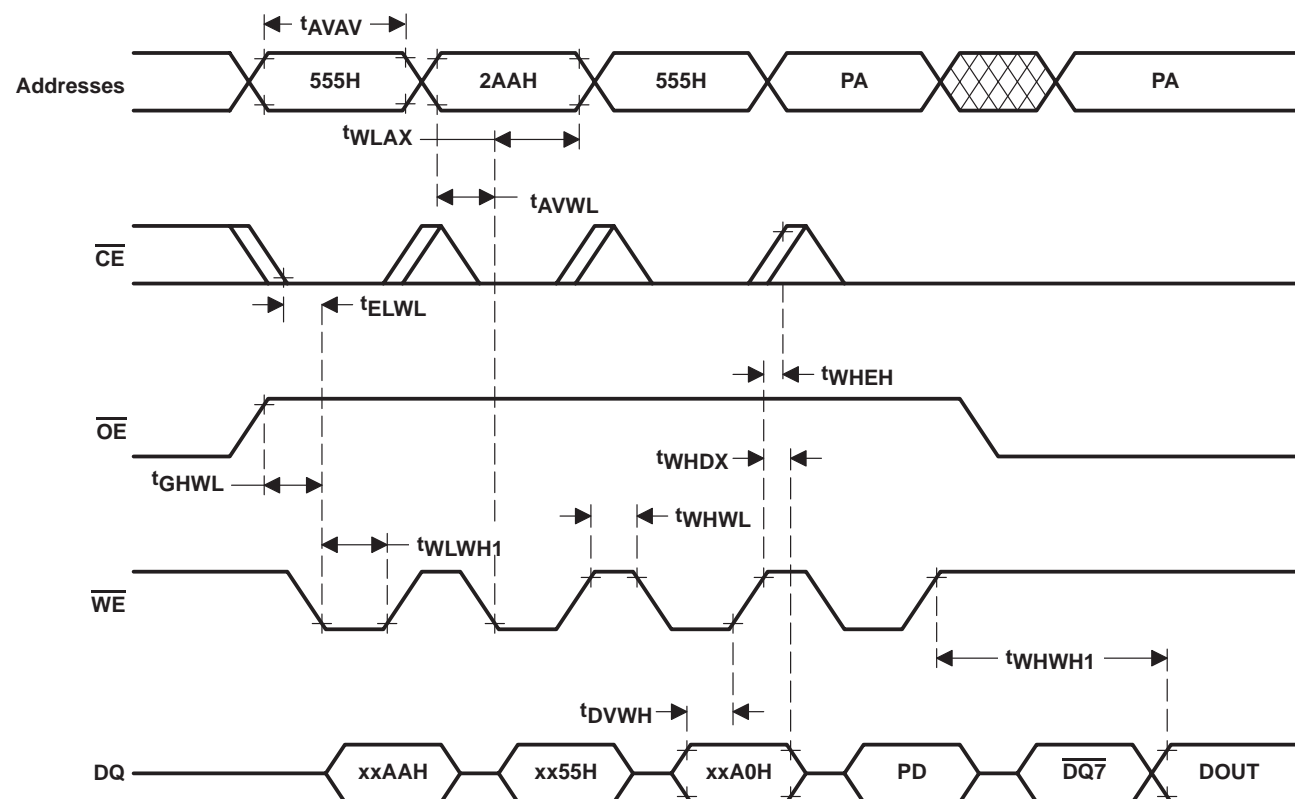 tAVAV
Addresses 555H 2AAH 555H PA PA
tWLAX
tAVWL
CE
tELWL
tWHEH
OE
tWHDX
tGHWL
tWHWL
tWLWH1
WE
tWHWH1
tDVWH
DQ xxAAH xx55H xxA0H PD DQ7 DOUT